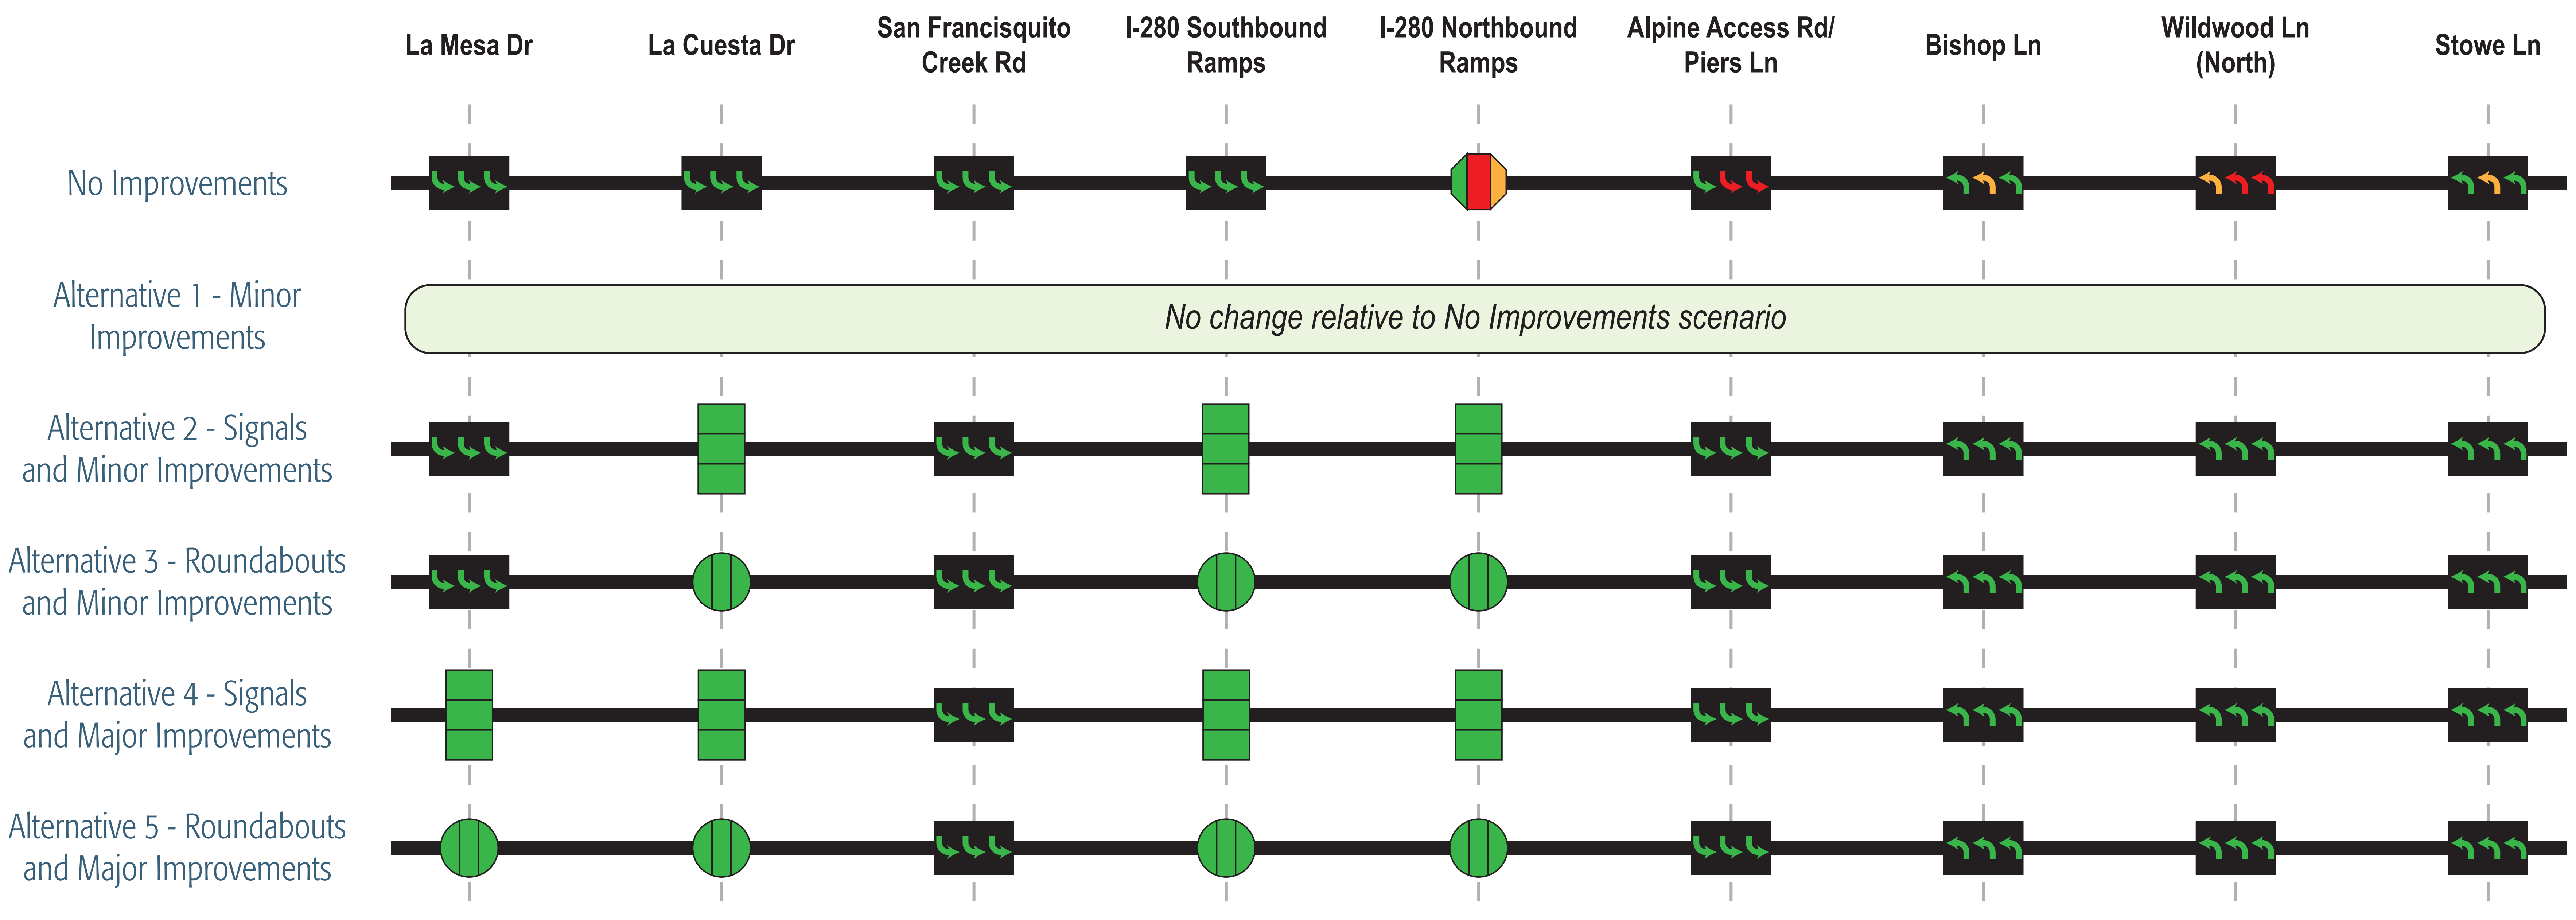 La Mesa Dr
La Cuesta Dr
San Francisquito
Creek Rd
I-280 Southbound
Ramps
I-280 Northbound
Ramps
Alpine Access Rd/
Piers Ln
Bishop Ln
Wildwood Ln
(North)
Stowe Ln
No Improvements
Alternative 1 - Minor
Improvements
No change relative to No Improvements scenario
Alternative 2 - Signals
and Minor Improvements
Alternative 3 - Roundabouts
and Minor Improvements
Alternative 4 - Signals
and Major Improvements
Alternative 5 - Roundabouts
and Major Improvements